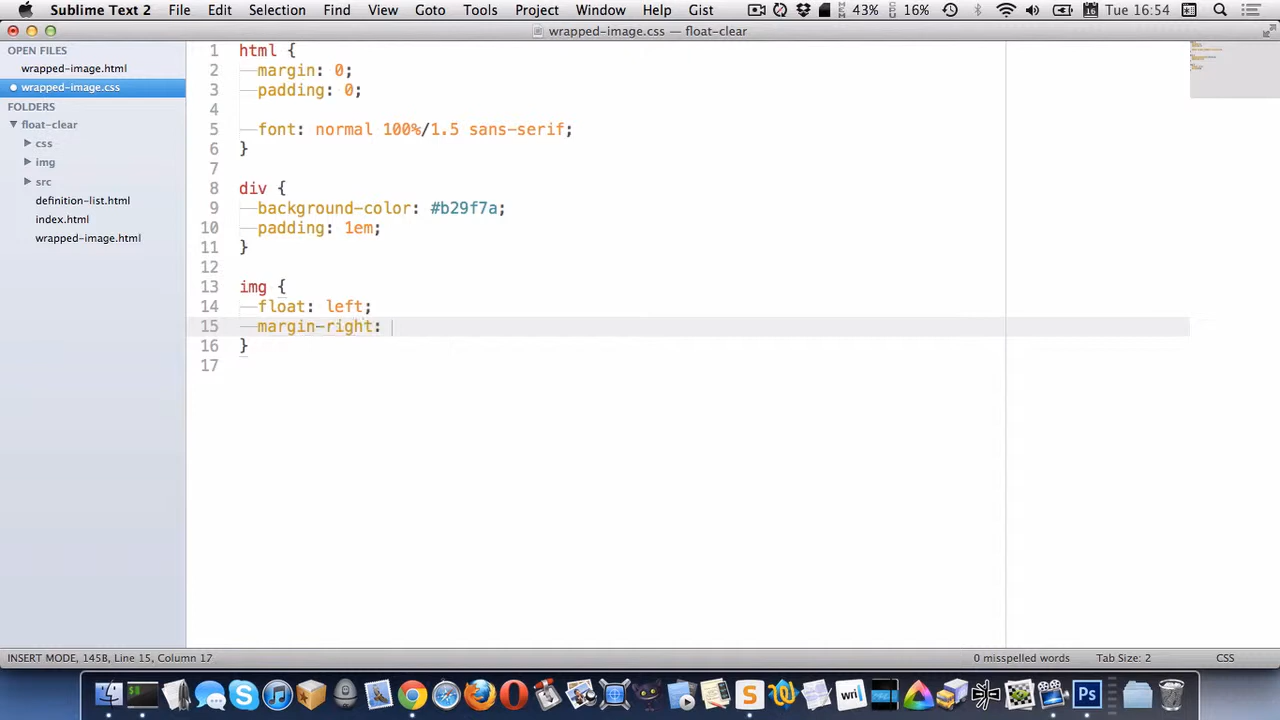 Sublime Text 2 File Edit Selection Find View Goto Tools Project Window Help Gist 43% 16% Tue 16:54
wrapped-image.css — float-clear
OPEN FILES
wrapped-image.html
wrapped-image.css
FOLDERS
float-clear
css
img
src
definition-list.html
index.html
wrapped-image.html
1 html {
2 margin: 0;
3 padding: 0;
4
5 font: normal 100%/1.5 sans-serif;
6 }
7
8 div {
9 background-color: #b29f7a;
10 padding: 1em;
11 }
12
13 img {
14 float: left;
15 margin-right:
16 }
17
INSERT MODE, 145B, Line 15, Column 17 0 misspelled words Tab Size: 2 CSS
wri
Ps